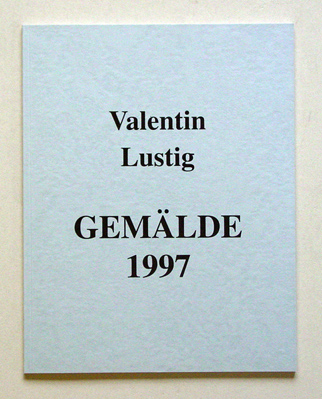 Valentin
Lustig
GEMÄLDE
1997